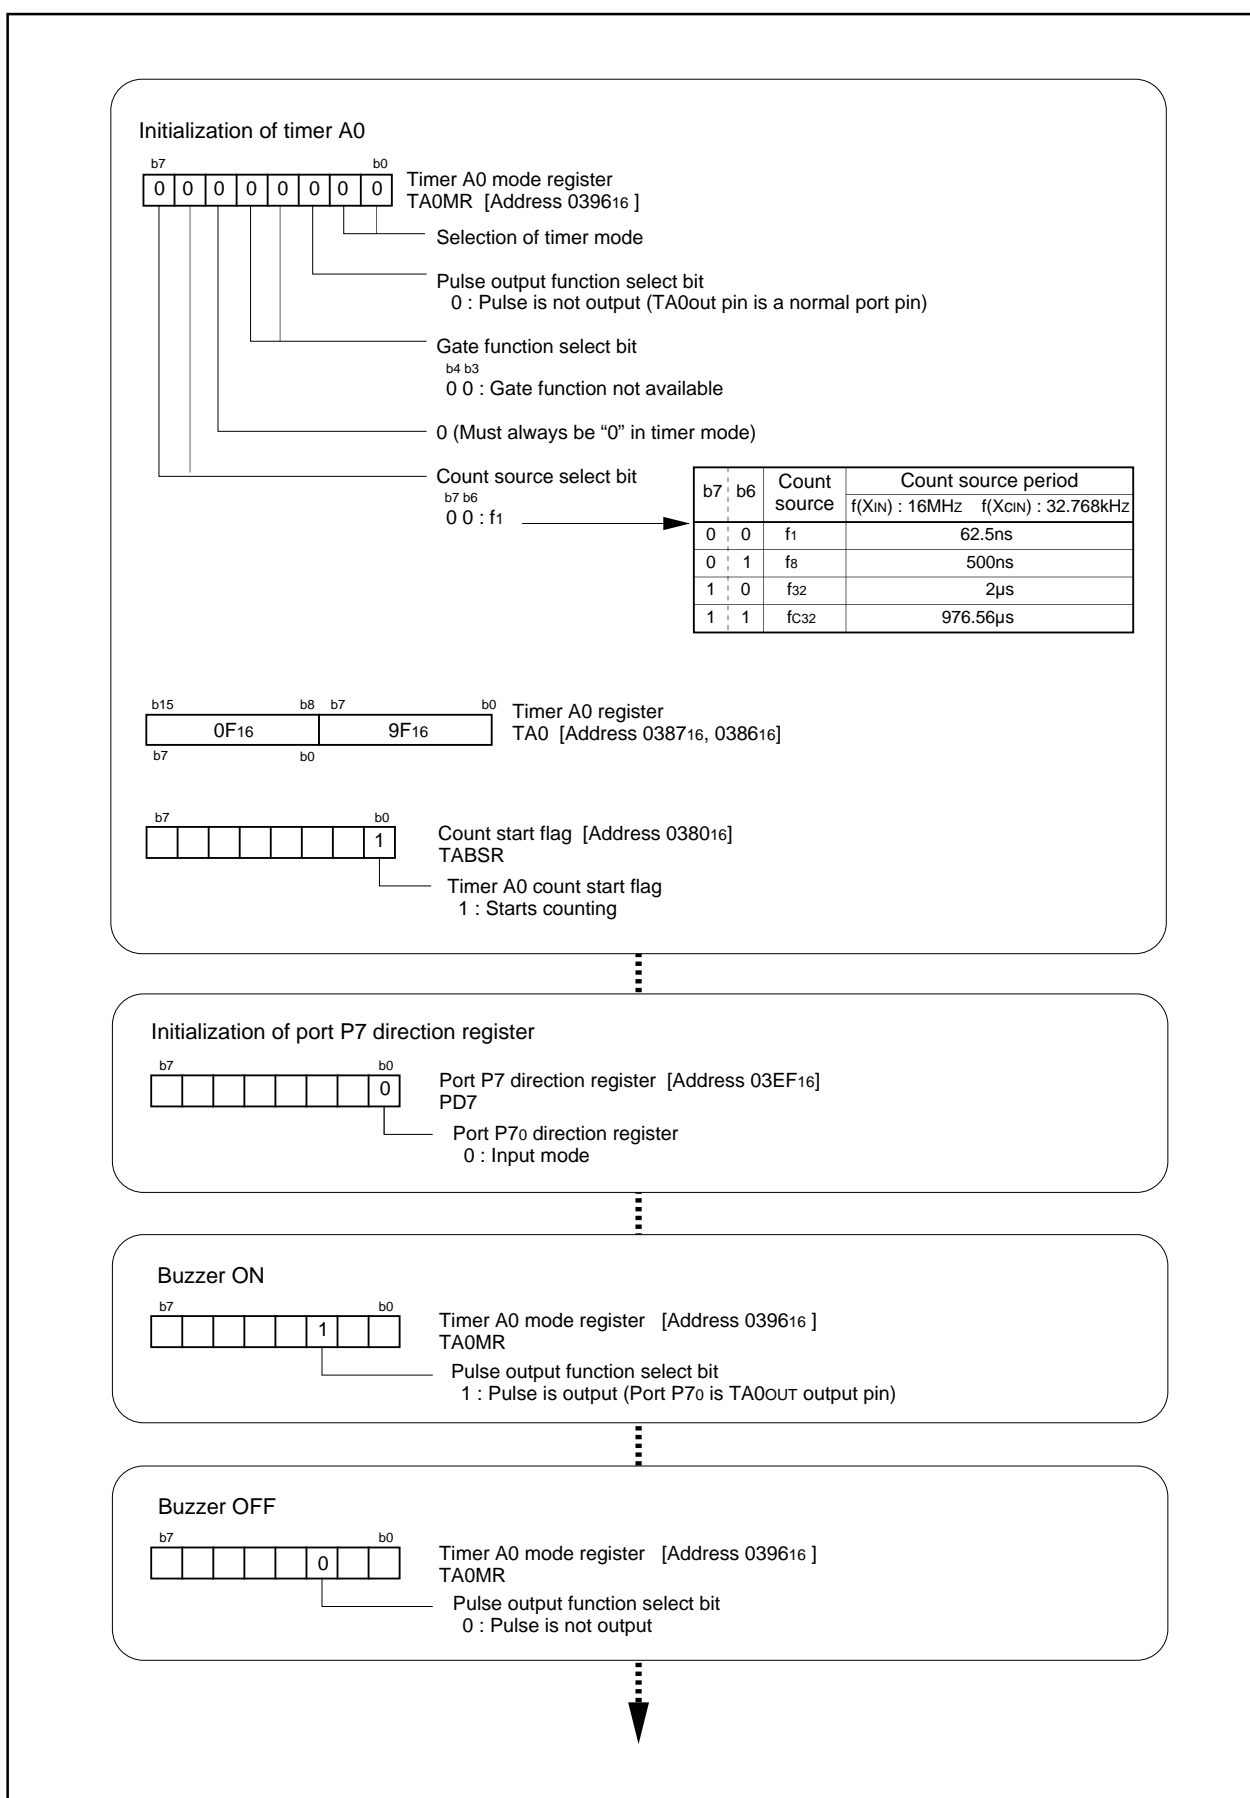 Initialization of timer A0
b7 b0
0 0 0 0 0 0 0 0
Timer A0 mode register
TA0MR [Address 039616 ]
Selection of timer mode
Pulse output function select bit
0 : Pulse is not output (TA0out pin is a normal port pin)
Gate function select bit
b4 b3
0 0 : Gate function not available
0 (Must always be “0” in timer mode)
Count source select bit
b7 b6
0 0 : f1
b7 b6 Count source Count source period
f(XIN) : 16MHZ f(XCIN) : 32.768kHZ
0 0 f1 62.5ns
0 1 f8 500ns
1 0 f32 2µs
1 1 fC32 976.56µs
b15 b8 b7 b0
0F16 9F16
b7 b0
Timer A0 register
TA0 [Address 038716, 038616]
b7 b0
1
Count start flag [Address 038016]
TABSR
Timer A0 count start flag
1 : Starts counting
Initialization of port P7 direction register
b7 b0
0
Port P7 direction register [Address 03EF16]
PD7
Port P70 direction register
0 : Input mode
Buzzer ON
b7 b0
1
Timer A0 mode register [Address 039616 ]
TA0MR
Pulse output function select bit
1 : Pulse is output (Port P70 is TA0OUT output pin)
Buzzer OFF
b7 b0
0
Timer A0 mode register [Address 039616 ]
TA0MR
Pulse output function select bit
0 : Pulse is not output